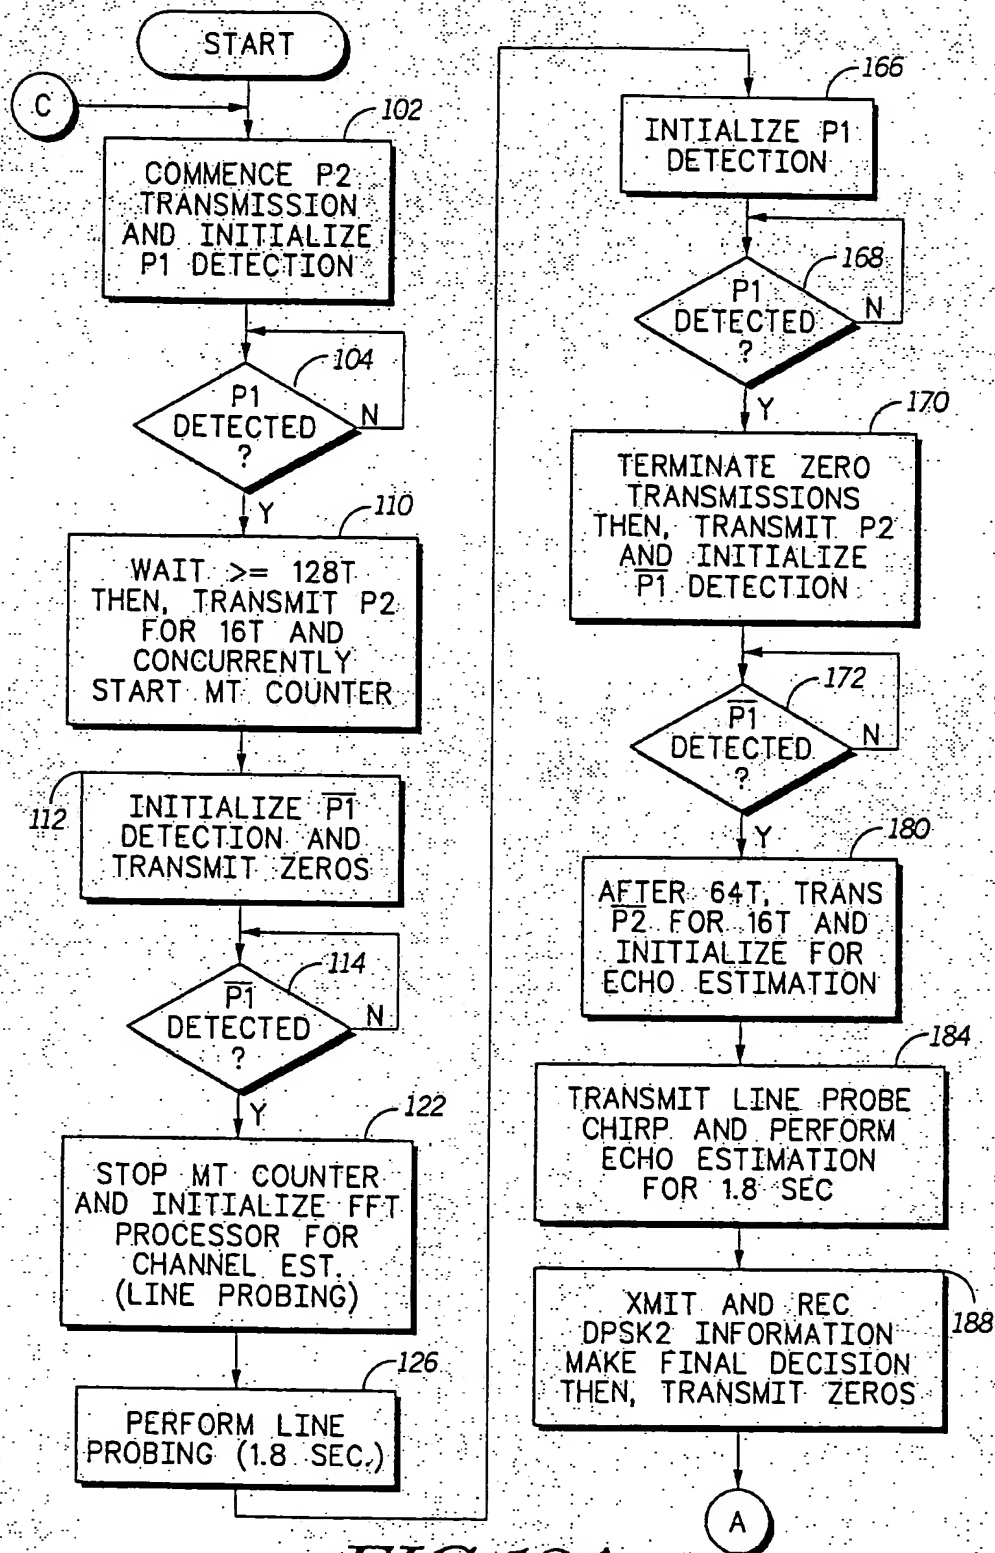 START
C
102
COMMENCE P2
TRANSMISSION
AND INITIALIZE
P1 DETECTION
104
P1
DETECTED
?
N
Y
110
WAIT >= 128T
THEN, TRANSMIT P2
FOR 16T AND
CONCURRENTLY
START MT COUNTER
112
INITIALIZE P̅1̅
DETECTION AND
TRANSMIT ZEROS
114
P̅1̅
DETECTED
?
N
Y
122
STOP MT COUNTER
AND INITIALIZE FFT
PROCESSOR FOR
CHANNEL EST.
(LINE PROBING)
126
PERFORM LINE
PROBING (1.8 SEC.)
166
INTIALIZE P1
DETECTION
168
P1
DETECTED
?
N
Y
170
TERMINATE ZERO
TRANSMISSIONS
THEN, TRANSMIT P2
AND INITIALIZE
P̅1̅ DETECTION
172
P̅1̅
DETECTED
?
N
Y
180
AFTER 64T, TRANS
P̅2̅ FOR 16T AND
INITIALIZE FOR
ECHO ESTIMATION
184
TRANSMIT LINE PROBE
CHIRP AND PERFORM
ECHO ESTIMATION
FOR 1.8 SEC
188
XMIT AND REC
DPSK2 INFORMATION
MAKE FINAL DECISION
THEN, TRANSMIT ZEROS
A